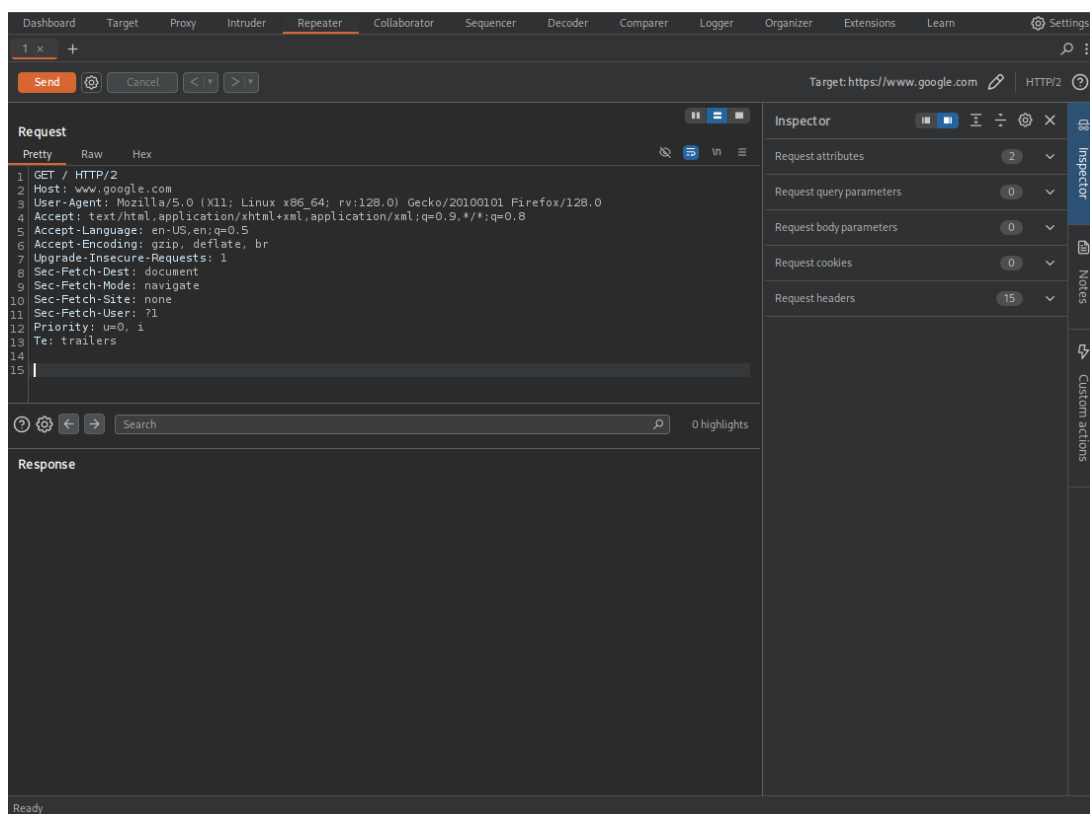 Dashboard Target Proxy Intruder Repeater Collaborator Sequencer Decoder Comparer Logger Organizer Extensions Learn Settings
1 × +
Send Cancel < > Target: https://www.google.com HTTP/2
Request
Pretty Raw Hex \n
1 GET / HTTP/2
2 Host: www.google.com
3 User-Agent: Mozilla/5.0 (X11; Linux x86_64; rv:128.0) Gecko/20100101 Firefox/128.0
4 Accept: text/html,application/xhtml+xml,application/xml;q=0.9,*/*;q=0.8
5 Accept-Language: en-US,en;q=0.5
6 Accept-Encoding: gzip, deflate, br
7 Upgrade-Insecure-Requests: 1
8 Sec-Fetch-Dest: document
9 Sec-Fetch-Mode: navigate
10 Sec-Fetch-Site: none
11 Sec-Fetch-User: ?1
12 Priority: u=0, i
13 Te: trailers
14
15
Search 0 highlights
Response
Inspector
Request attributes 2
Request query parameters 0
Request body parameters 0
Request cookies 0
Request headers 15
Inspector
Notes
Custom actions
Ready